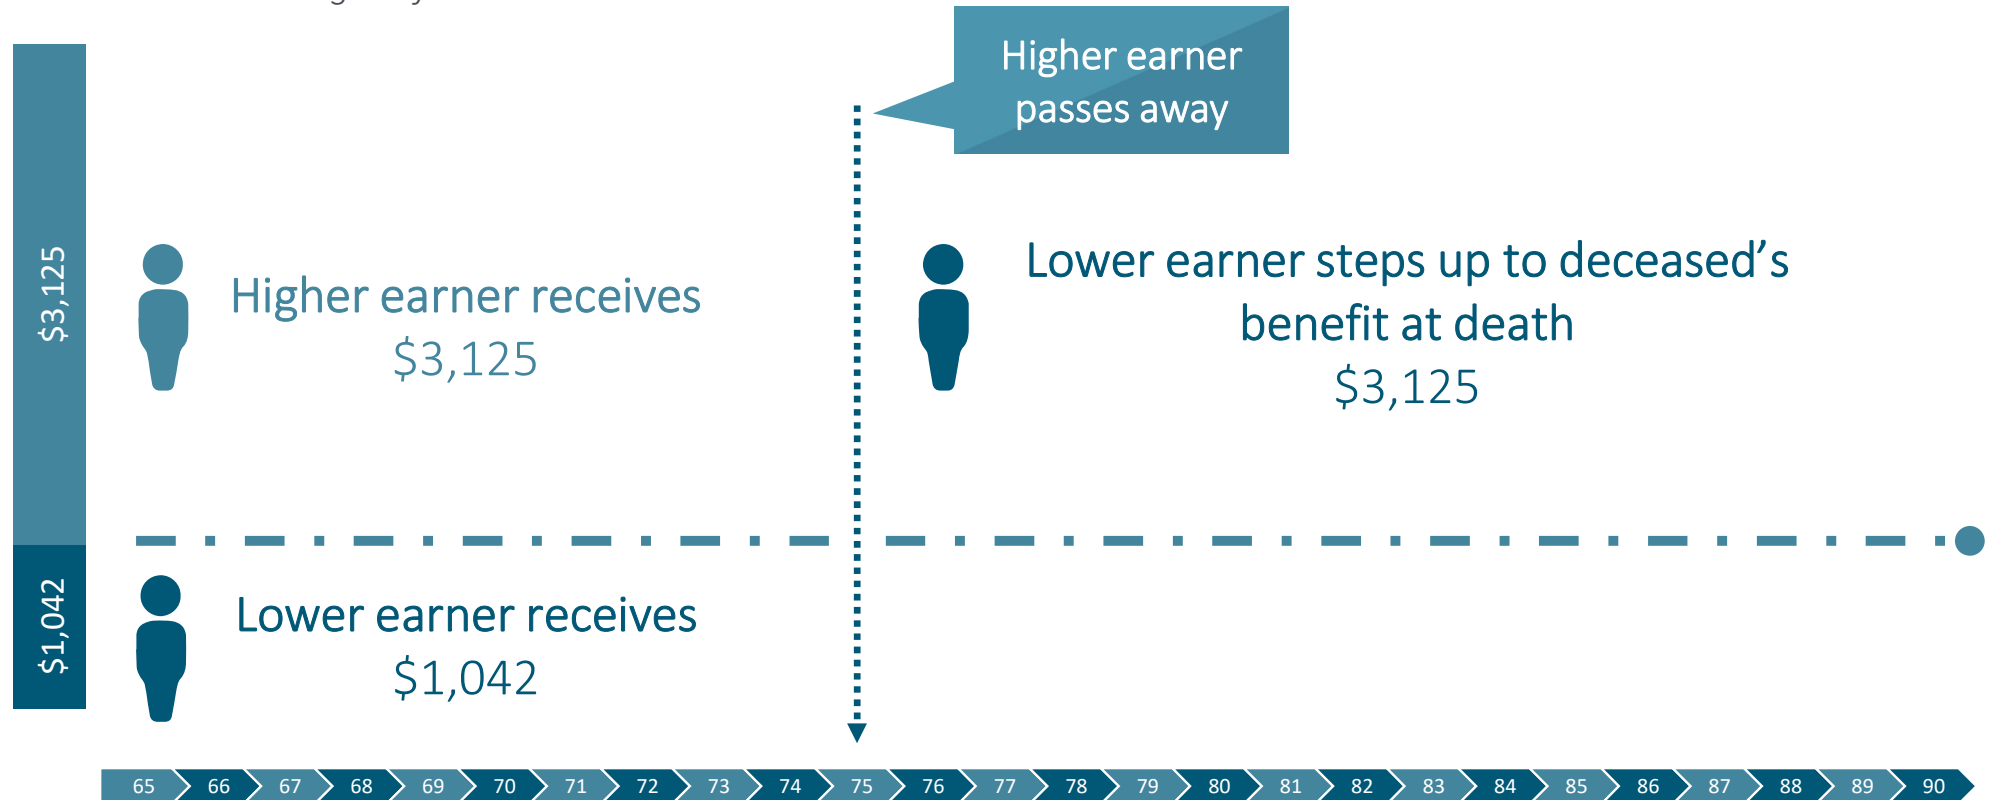 Higher earner
passes away
$3,125
Higher earner receives
$3,125
Lower earner steps up to deceased's
benefit at death
$3,125
$1,042
Lower earner receives
$1,042
65 66 67 68 69 70 71 72 73 74 75 76 77 78 79 80 81 82 83 84 85 86 87 88 89 90